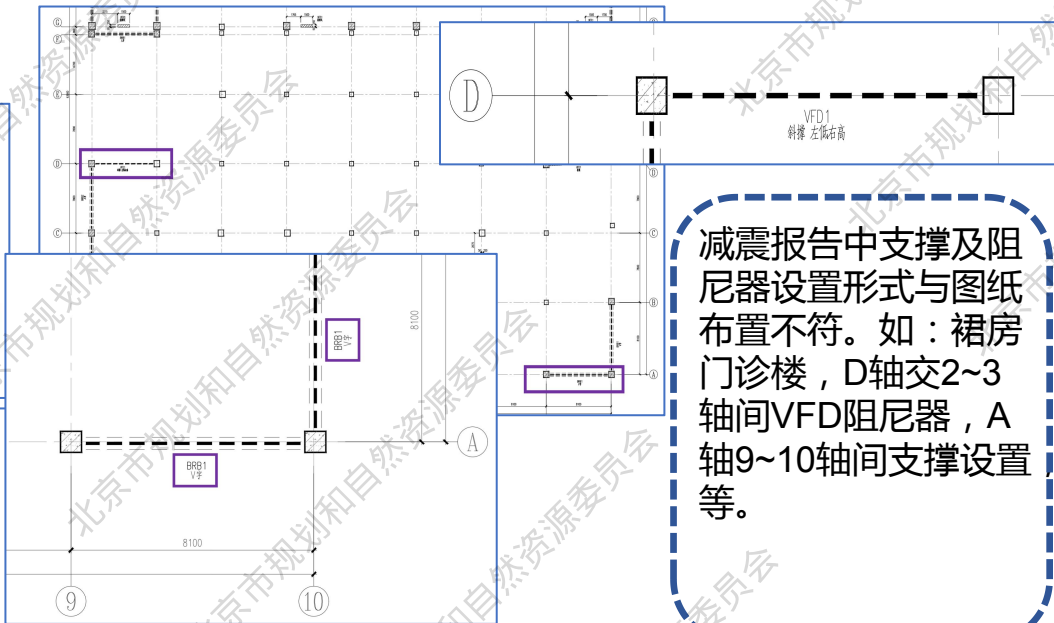 D
VFD1
斜撑 左低右高
G
E
D
C
D
C
B
A
BRB1
V字
8100
A
BRB1
V字
8100
9
10
减震报告中支撑及阻
尼器设置形式与图纸
布置不符。如：裙房
门诊楼，D轴交2~3
轴间VFD阻尼器，A
轴9~10轴间支撑设置，
等。
北京市规划和自然资源委员会